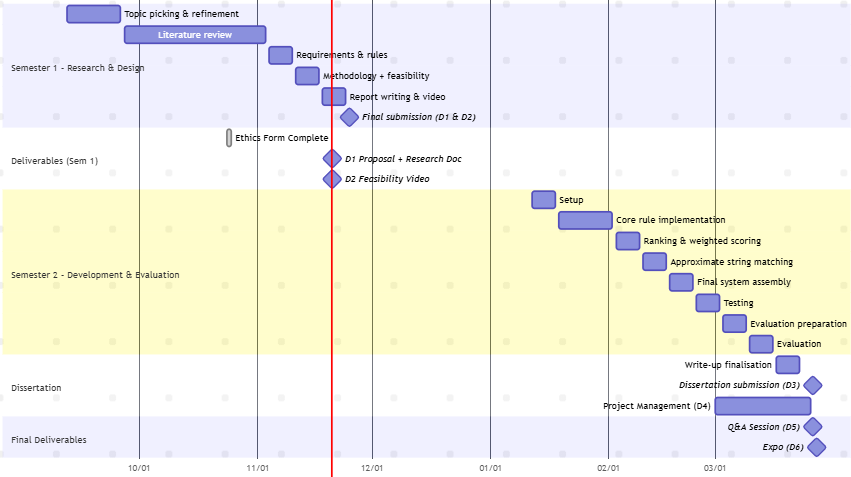 Topic picking & refinement
Literature review
Requirements & rules
Semester 1 - Research & Design
Methodology + feasibility
Report writing & video
Final submission (D1 & D2)
Ethics Form Complete
Deliverables (Sem 1)
D1 Proposal + Research Doc
D2 Feasibility Video
Setup
Core rule implementation
Ranking & weighted scoring
Approximate string matching
Semester 2 - Development & Evaluation
Final system assembly
Testing
Evaluation preparation
Evaluation
Write-up finalisation
Dissertation
Dissertation submission (D3)
Project Management (D4)
Q&A Session (D5)
Final Deliverables
Expo (D6)
10/01 11/01 12/01 01/01 02/01 03/01